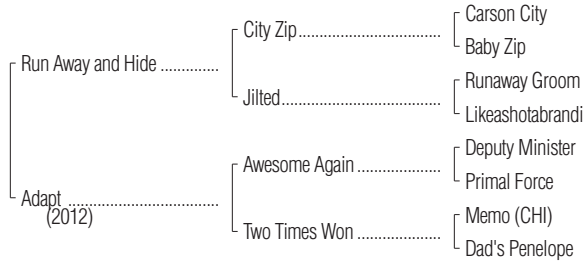 Carson City
City Zip
Baby Zip
Run Away and Hide
Runaway Groom
Jilted
Likeashotabrandi
Deputy Minister
Awesome Again
Primal Force
Adapt
(2012)
Memo (CHI)
Two Times Won
Dad's Penelope